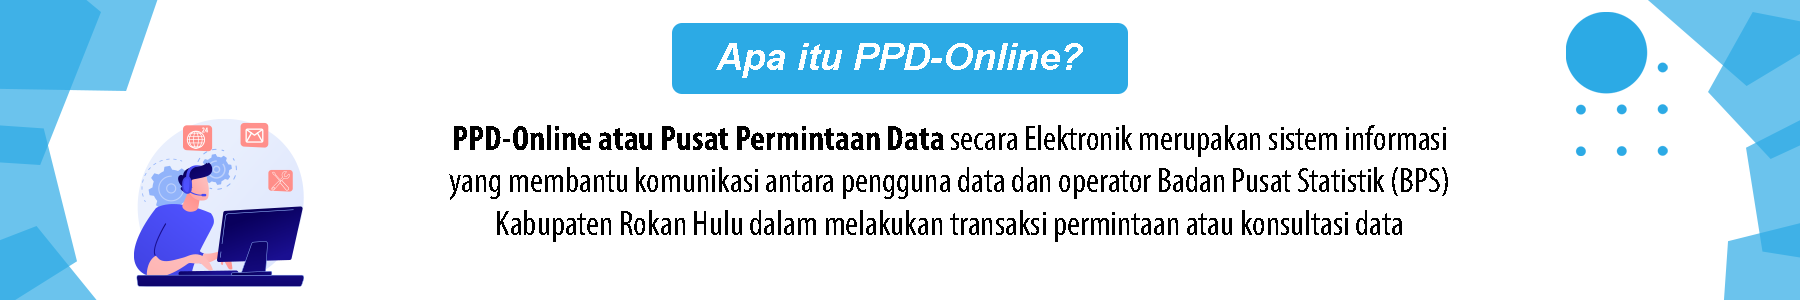 Apa itu PPD-Online?
PPD-Online atau Pusat Permintaan Data secara Elektronik merupakan sistem informasi
yang membantu komunikasi antara pengguna data dan operator Badan Pusat Statistik (BPS)
Kabupaten Rokan Hulu dalam melakukan transaksi permintaan atau konsultasi data